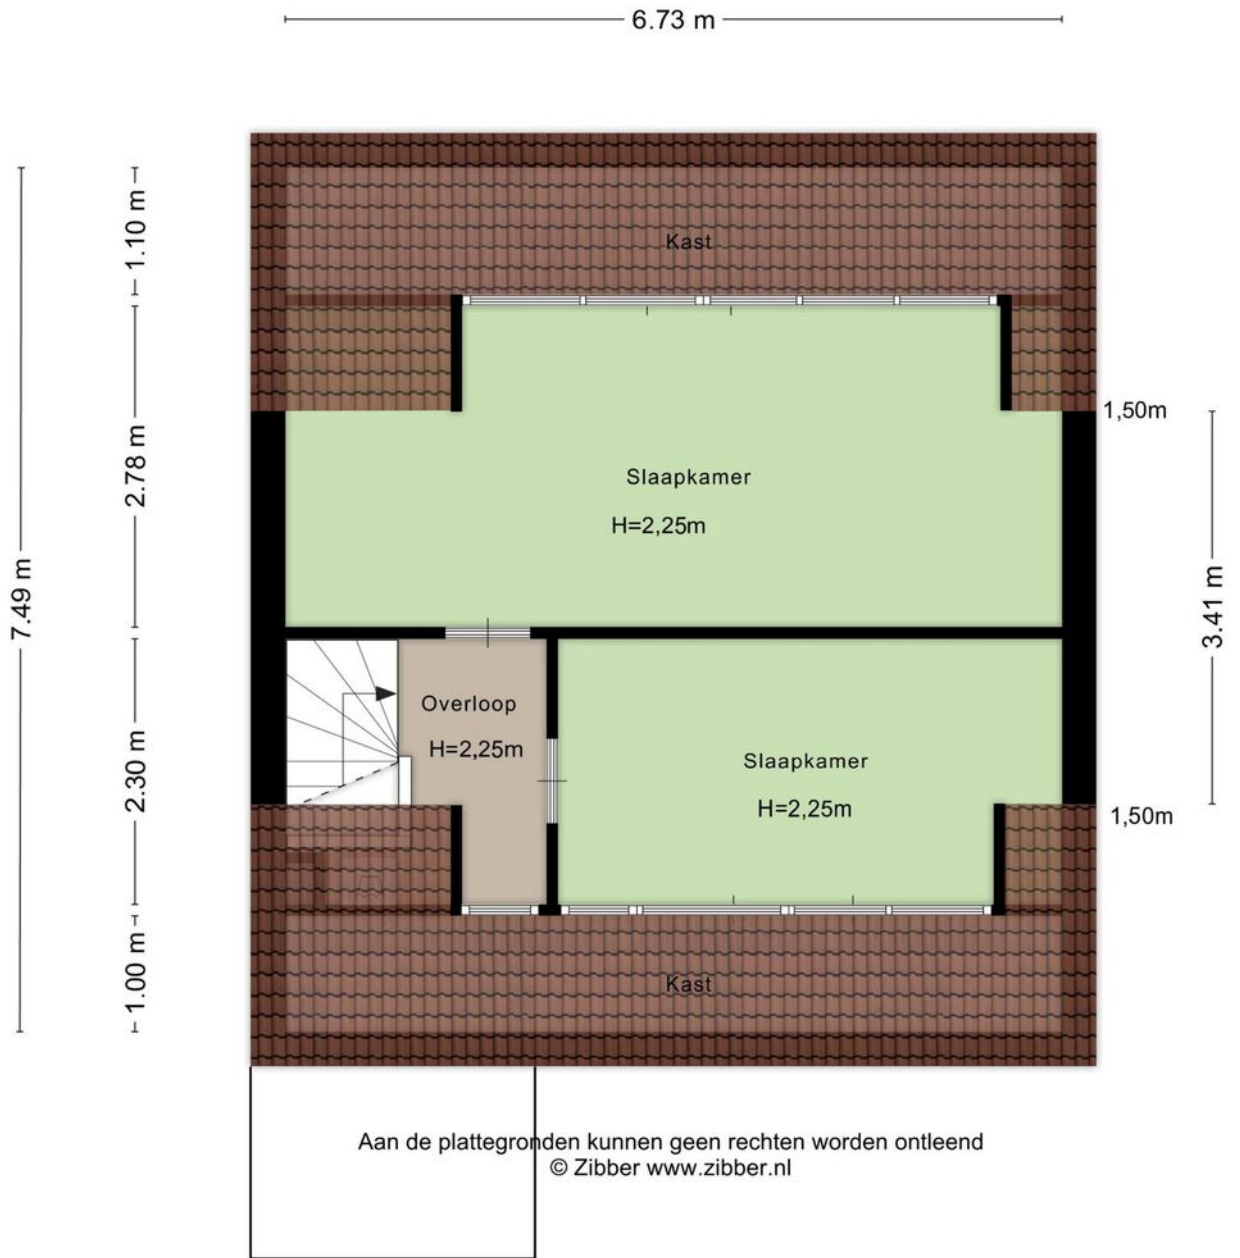 6.73 m
1.10 m
Kast
1,50m
2.78 m
Slaapkamer
H=2,25m
7.49 m
3.41 m
Overloop
H=2,25m
2.30 m
Slaapkamer
H=2,25m
1,50m
1.00 m
Kast
Aan de plattegronden kunnen geen rechten worden ontleend
© Zibber www.zibber.nl